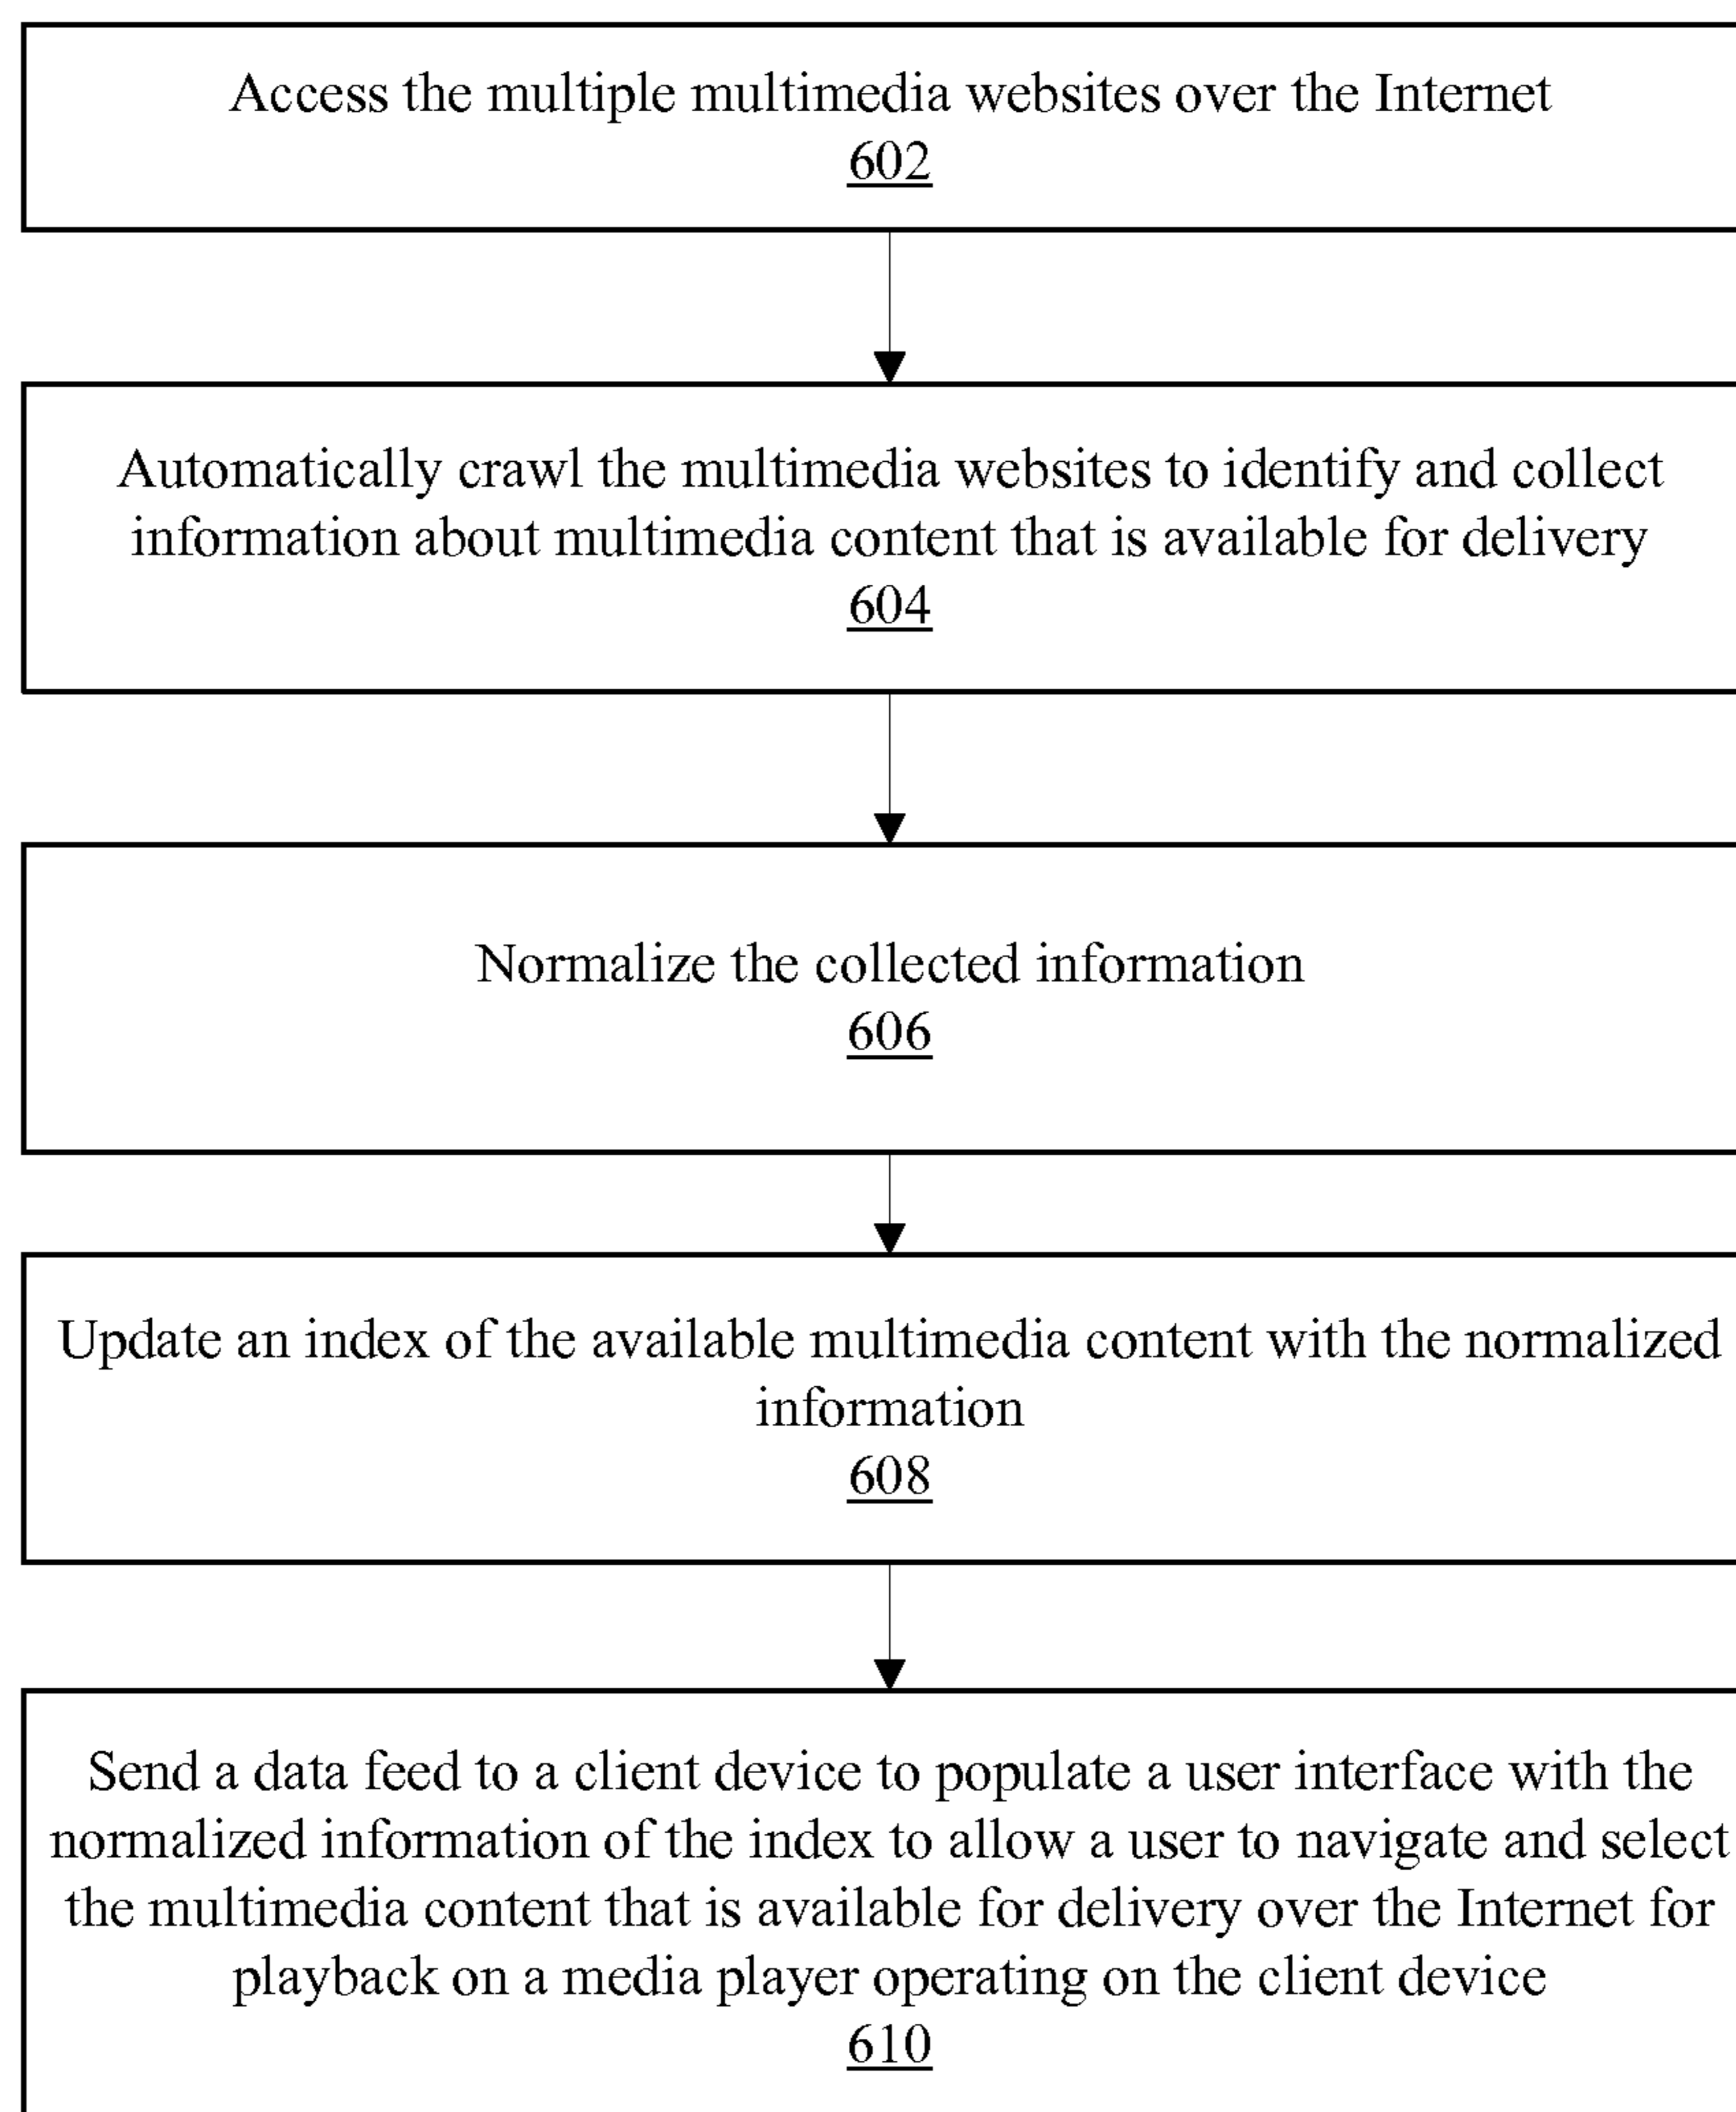 Access the multiple multimedia websites over the Internet
602
Automatically crawl the multimedia websites to identify and collect
information about multimedia content that is available for delivery
604
Normalize the collected information
606
Update an index of the available multimedia content with the normalized
information
608
Send a data feed to a client device to populate a user interface with the
normalized information of the index to allow a user to navigate and select
the multimedia content that is available for delivery over the Internet for
playback on a media player operating on the client device
610